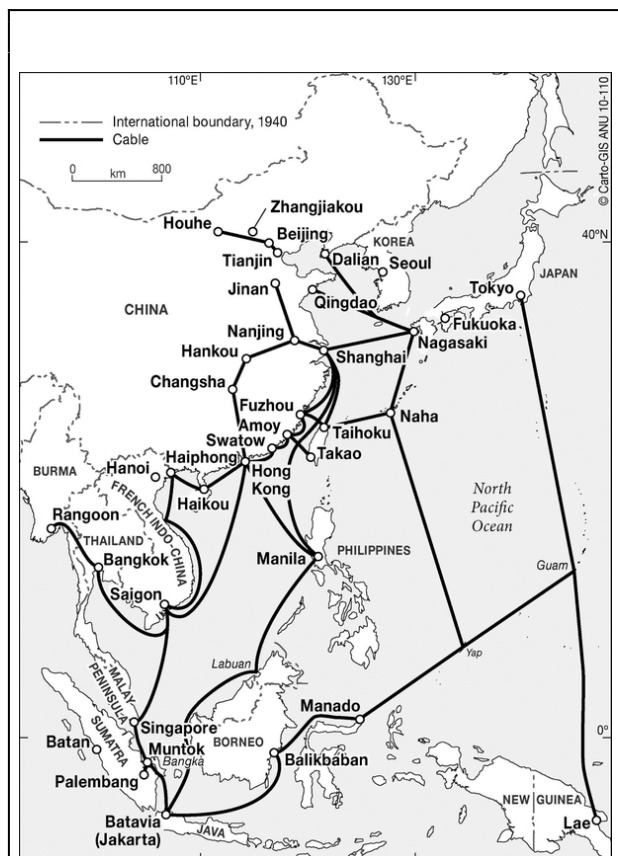 110°E
130°E
International boundary, 1940
Cable
0
800
km
© Carto-GIS ANU 10-110
Zhangjiakou
Houhe
Beijing
40°N
KOREA
Tianjin
Dalian
Seoul
JAPAN
Tokyo
Jinan
Qingdao
CHINA
Fukuoka
Nanjing
Nagasaki
Hankou
Shanghai
Changsha
Fuzhou
Naha
Amoy
Taihoku
Swatow
Takao
BURMA
Hanoi
Haiphong
Hong
Kong
Haikou
FRENCH INDO-CHINA
North
Pacific
Ocean
Rangoon
THAILAND
Manila
PHILIPPINES
Bangkok
Guam
Saigon
Yap
Labuan
MALAY
PENINSULA
Manado
SUMATRA
Singapore
BORNEO
0°
Batan
Muntok
Bangka
Balikbaban
Palembang
NEW GUINEA
Batavia
(Jakarta)
JAVA
Lae